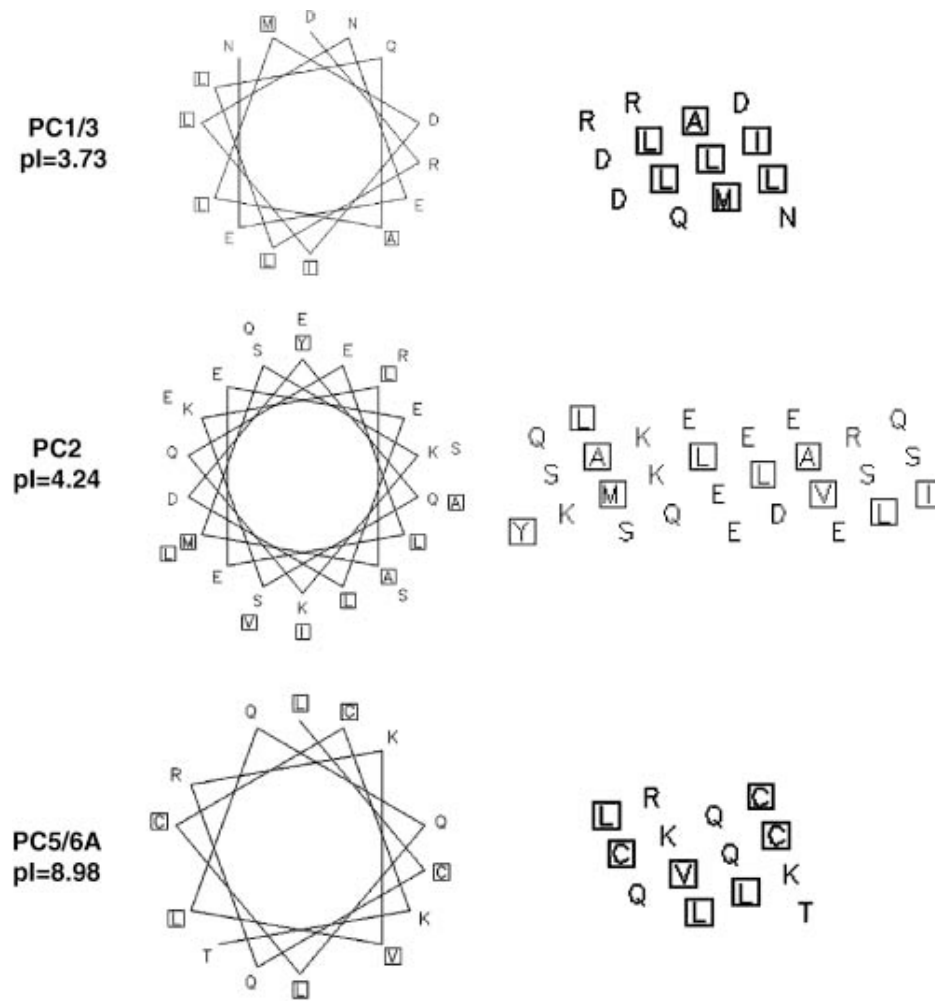 M D N
N Q
L
L D
PC1/3
pI=3.73
R
L E
E A
L I
R R A D
D L L I
D L M L
Q N
E
Q Y E
S R
E L
E K E
PC2
pI=4.24
Q K S
D Q A
L M L
E A S
S K L
V I
Q L K E E E R Q
S A K L L A S S
Y K M S Q E E D V E L I
L C
Q K
R
PC5/6A
pI=8.98
C Q
C
L K
T V
Q L
L R Q C
C K Q C
Q V L K
L T